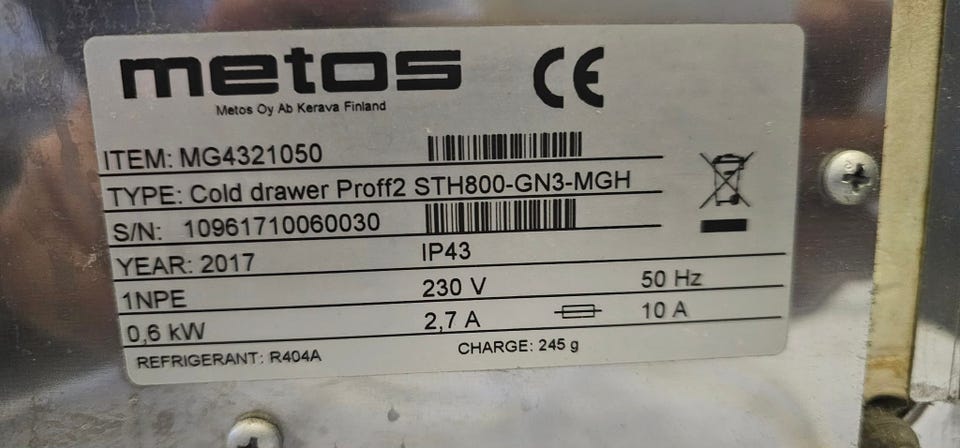 metos
CE
Metos Oy Ab Kerava Finland
ITEM: MG4321050
TYPE: Cold drawer Proff2 STH800-GN3-MGH
S/N: 10961710060030
YEAR: 2017 IP43
1NPE 230 V 50 Hz
0,6 kW 2,7 A 10 A
REFRIGERANT: R404A CHARGE: 245 g